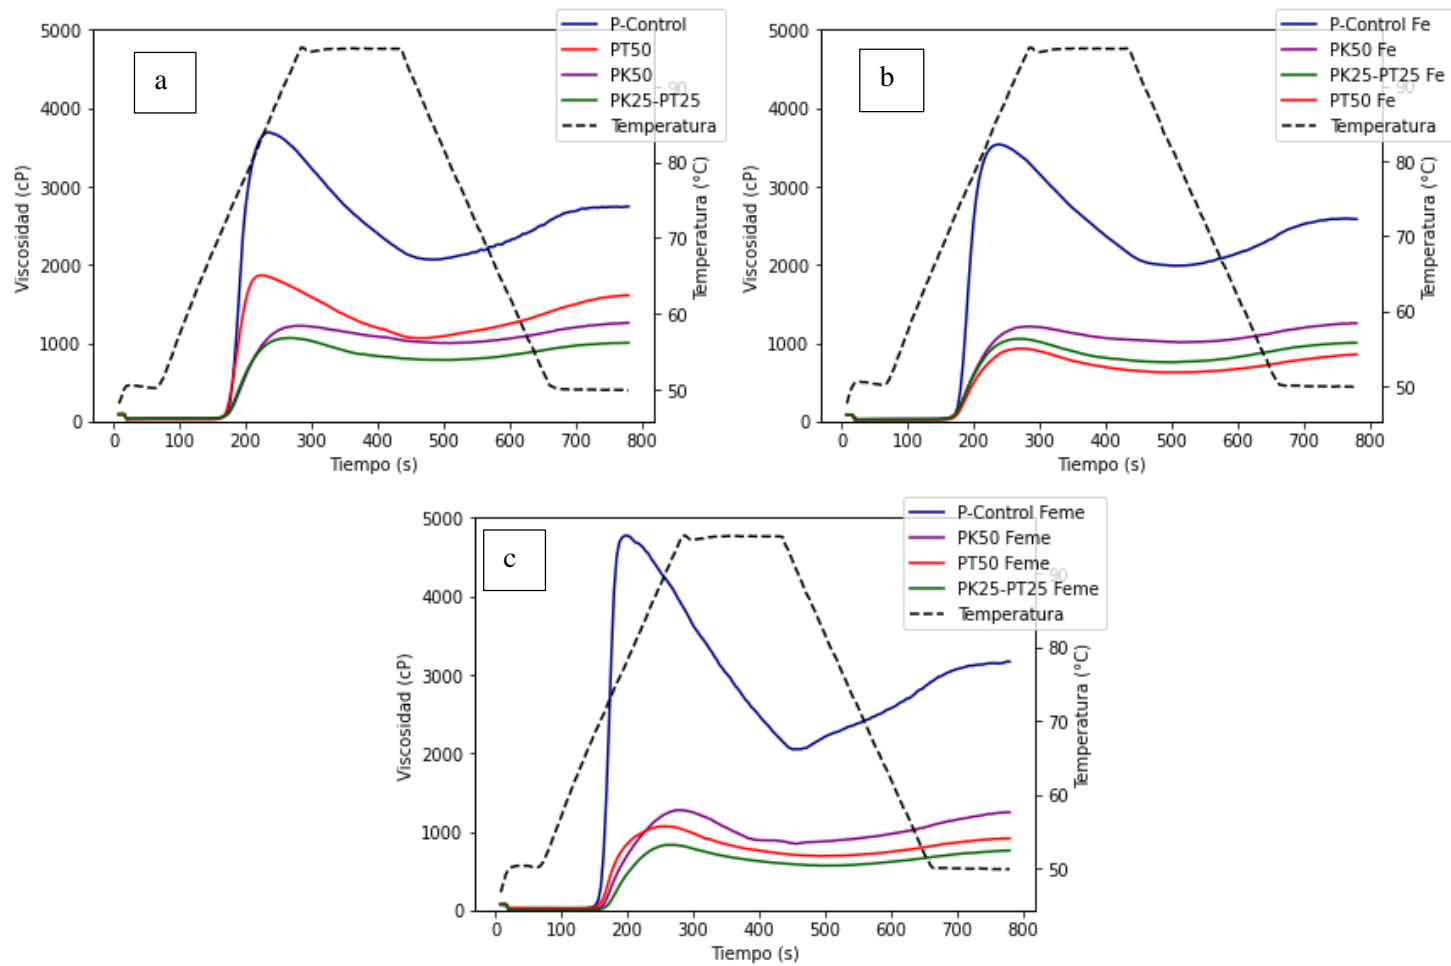 a
P-Control
PT50
PK50
PK25-PT25
Temperatura
5000
4000
3000
2000
1000
0
Viscosidad (cP)
90
80
70
60
50
Temperatura (°C)
0 100 200 300 400 500 600 700 800
Tiempo (s)
b
P-Control Fe
PK50 Fe
PK25-PT25 Fe
PT50 Fe
Temperatura
5000
4000
3000
2000
1000
0
Viscosidad (cP)
90
80
70
60
50
Temperatura (°C)
0 100 200 300 400 500 600 700 800
Tiempo (s)
c
P-Control Feme
PK50 Feme
PT50 Feme
PK25-PT25 Feme
Temperatura
5000
4000
3000
2000
1000
0
Viscosidad (cP)
90
80
70
60
50
Temperatura (°C)
0 100 200 300 400 500 600 700 800
Tiempo (s)